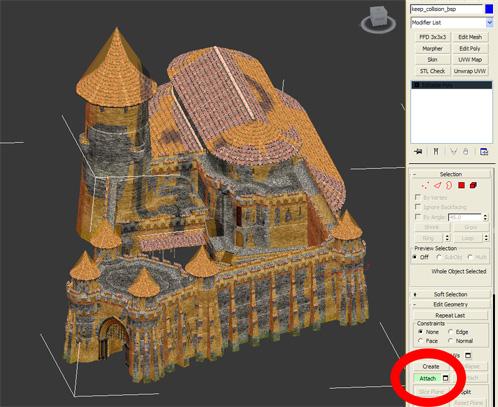 keep_collision_bsp
Modifier List
FFD 3x3x3 Edit Mesh
Morpher Edit Poly
Skin UVW Map
STL Check Unwrap UVW
Editable Poly
- Selection
By Vertex
Ignore Backfacing
By Angle: 45.0
Shrink Grow
Ring Loop
Preview Selection
Off SubObj Multi
Whole Object Selected
+ Soft Selection
- Edit Geometry
Repeat Last
Constraints
None Edge
Face Normal
Create
Attach
Slice Plane Split
Reset Plane